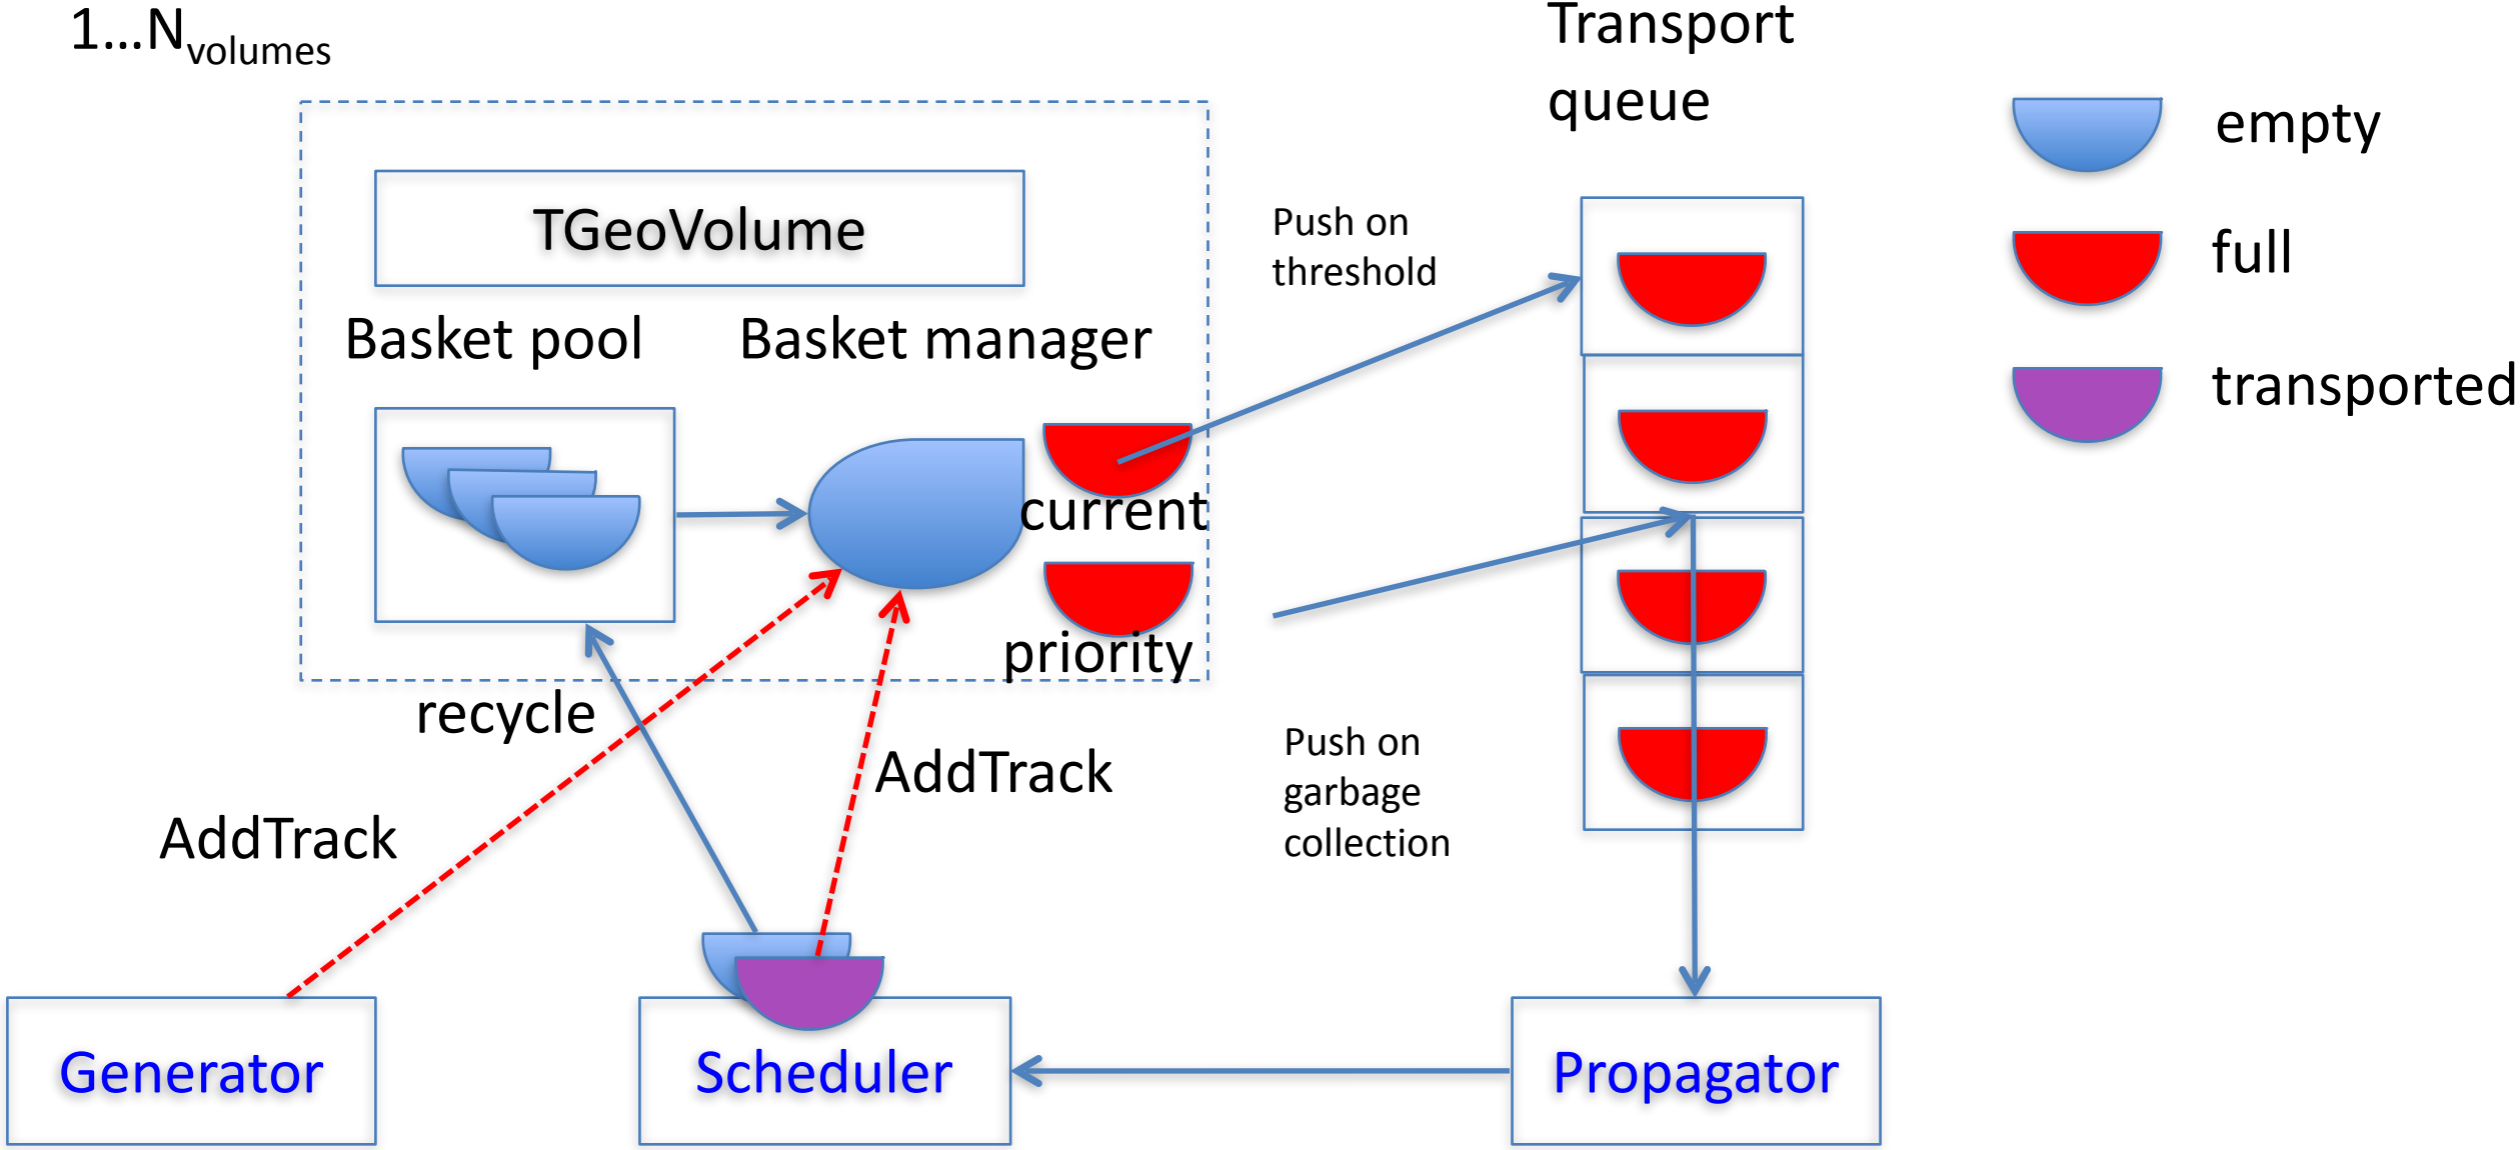 1...Nvolumes
Transport
queue
empty
full
transported
TGeoVolume
Push on
threshold
Basket pool
Basket manager
current
priority
recycle
AddTrack
AddTrack
Push on
garbage
collection
Generator
Scheduler
Propagator